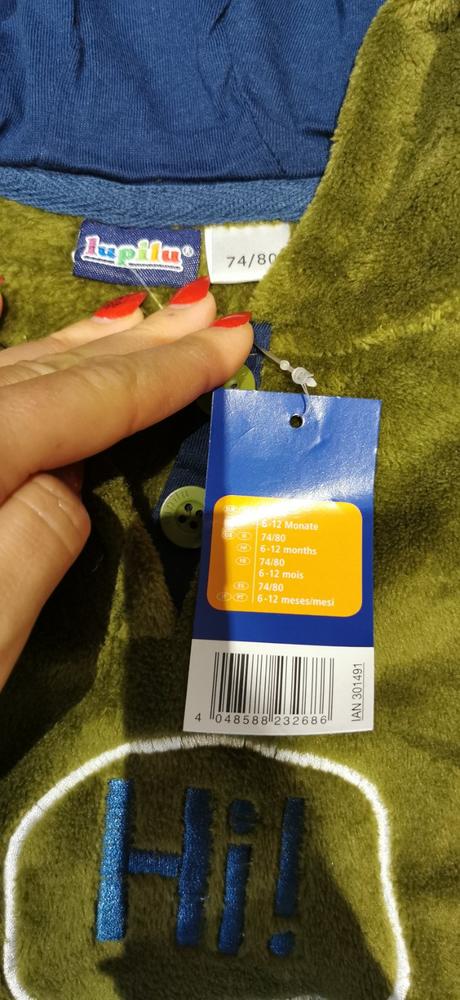 lupilu®
74/80
6-12 Monate
74/80
6-12 months
74/80
6-12 mois
74/80
6-12 meses/mesi
4 048588 232686
IAN 301491
Hi!